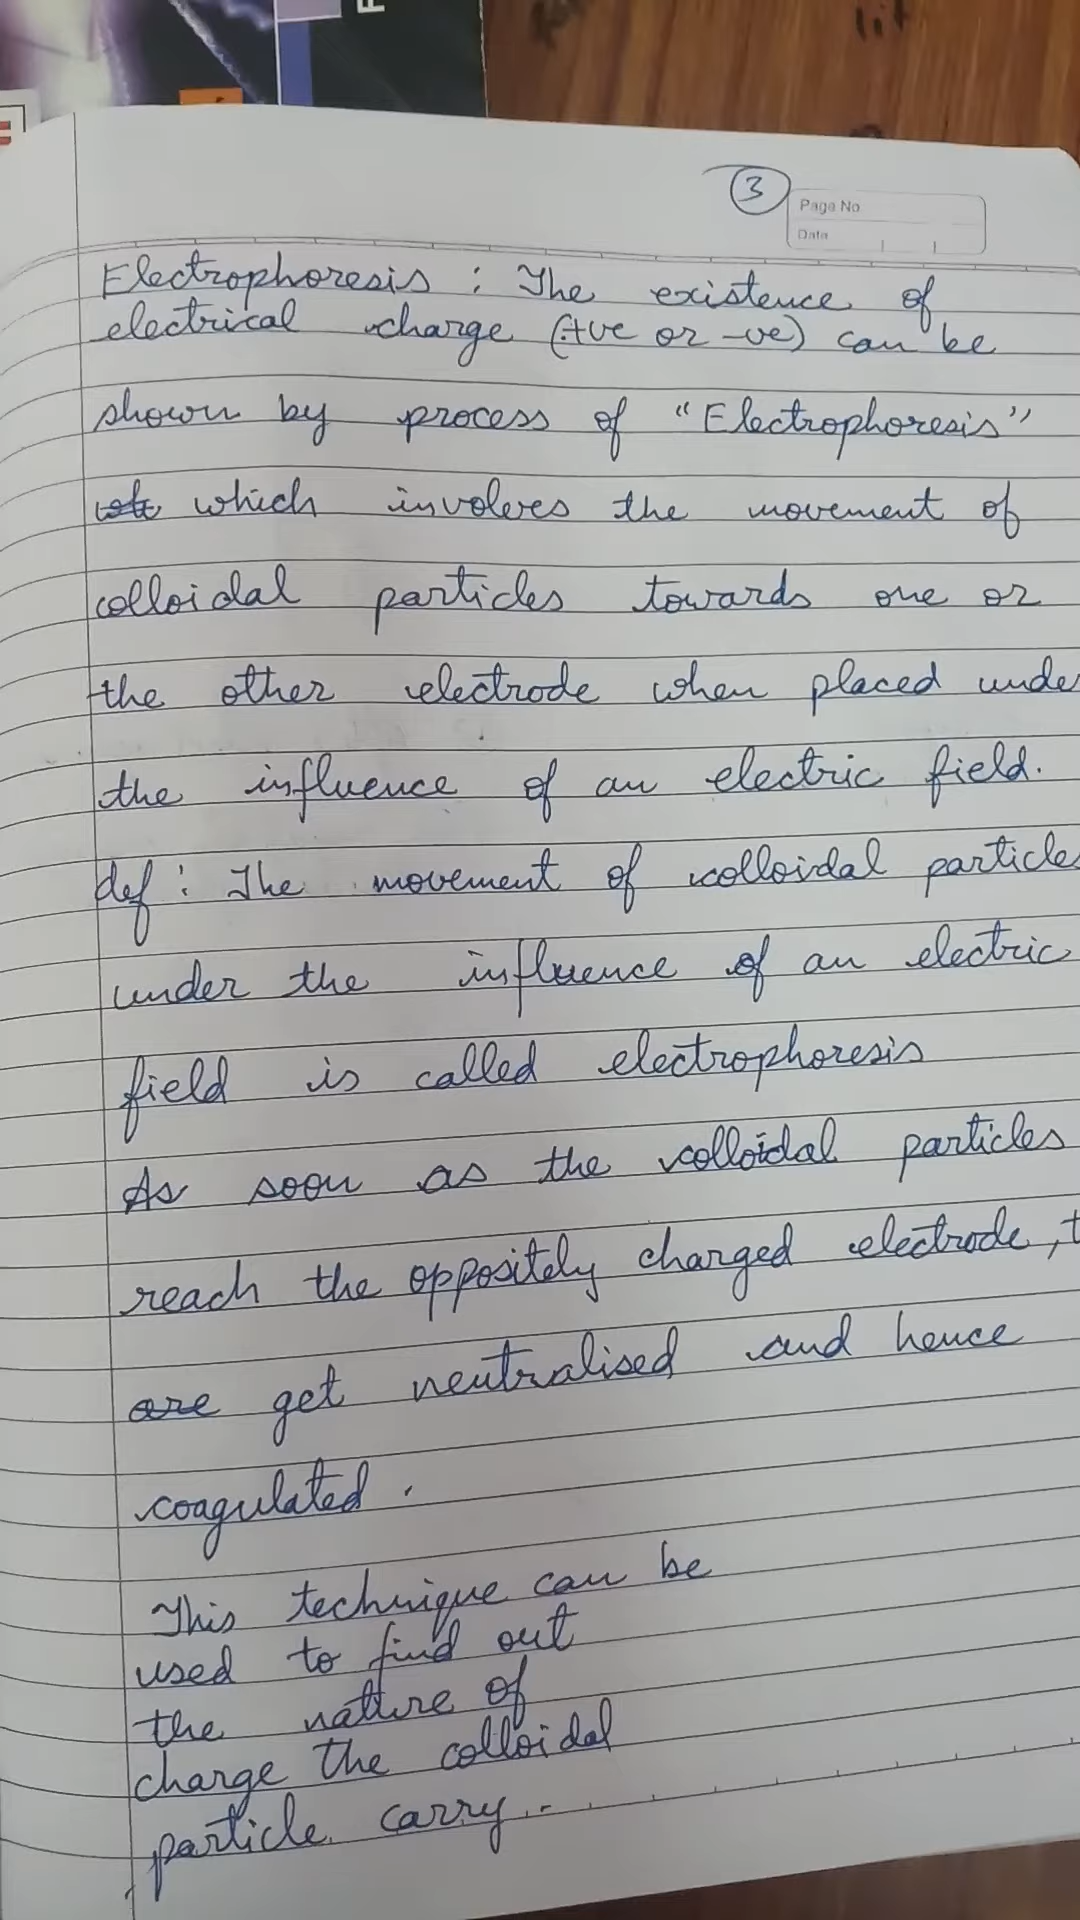 3
Page No
Date
Electrophoresis : The existence of
electrical charge (+ve or -ve) can be
shown by process of "Electrophoresis"
which involves the movement of
colloidal particles towards one or
the other electrode when placed unde
the influence of an electric field.
def : The movement of colloidal particles
under the influence of an electric
field is called electrophoresis
As soon as the colloidal particles
reach the oppositely charged electrode, t
are get neutralised and hence
coagulated.
This technique can be
used to find out
the nature of
charge the colloidal
particle carry.